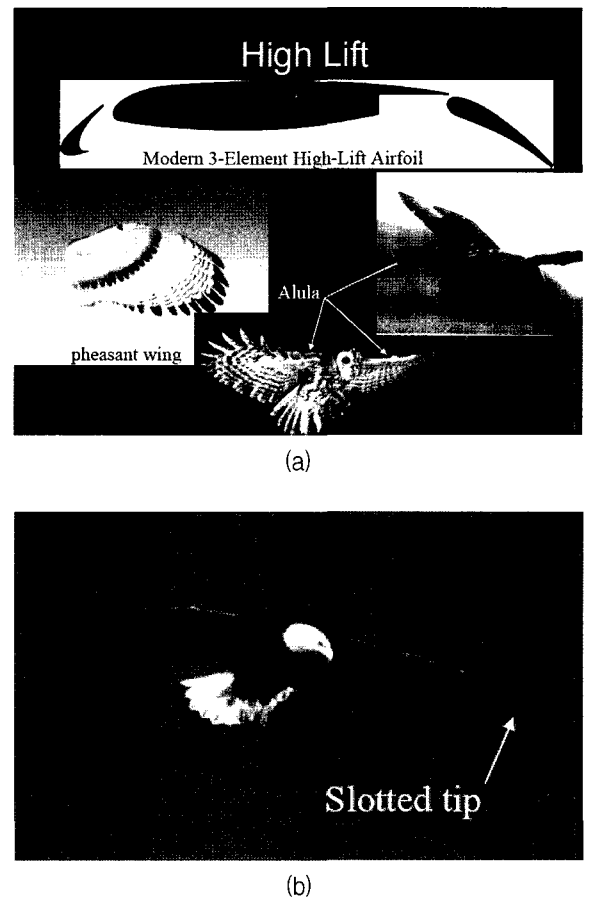 High Lift
Modern 3-Element High-Lift Airfoil
Alula
pheasant wing
(a)
Slotted tip
(b)